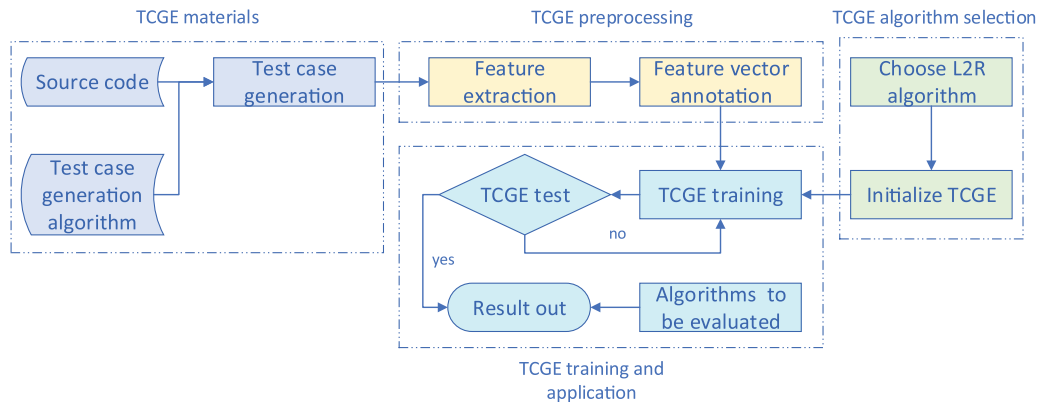 TCGE materials
TCGE preprocessing
TCGE algorithm selection
Source code
Test case
generation
Feature
extraction
Feature vector
annotation
Choose L2R
algorithm
Test case
generation
algorithm
TCGE test
TCGE training
Initialize TCGE
no
yes
Result out
Algorithms to
be evaluated
TCGE training and
application